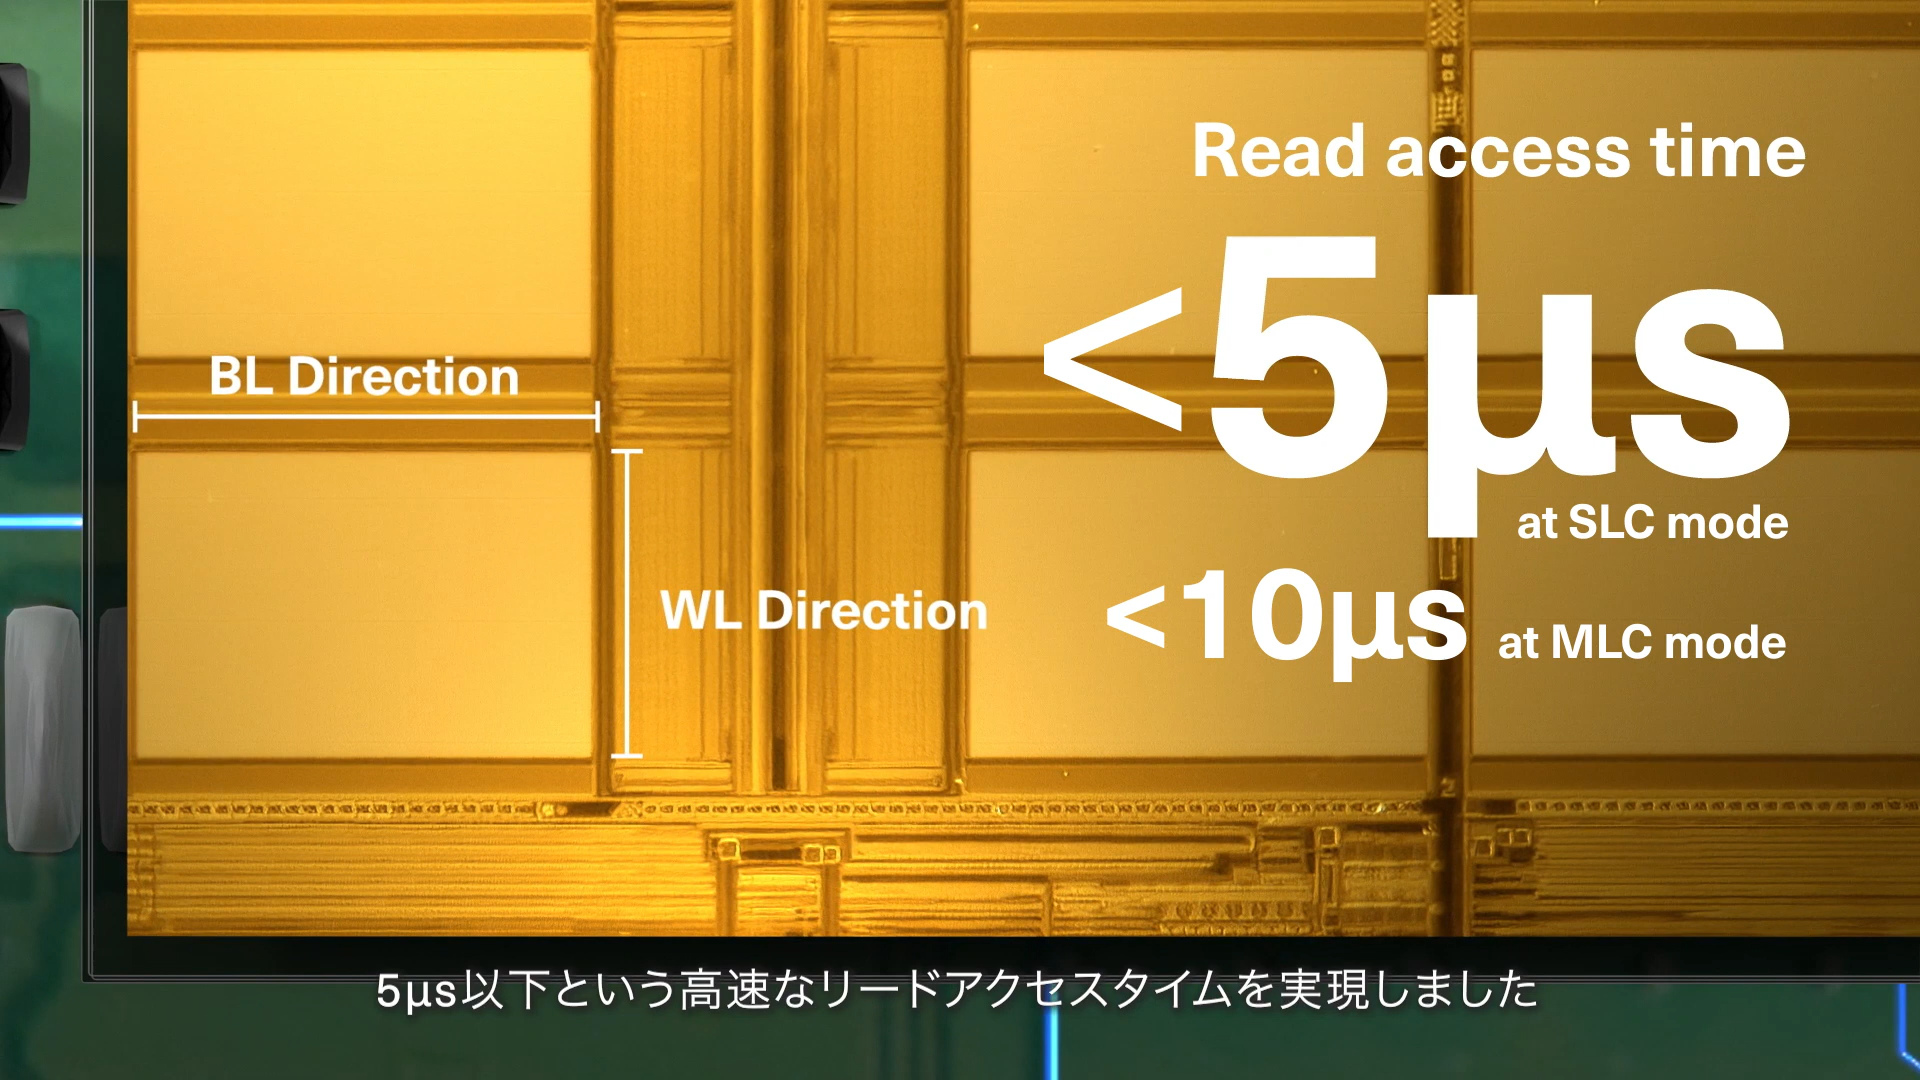 Read access time
<5µs
at SLC mode
<10µs at MLC mode
BL Direction
WL Direction
5µs以下という高速なリードアクセスタイムを実現しました